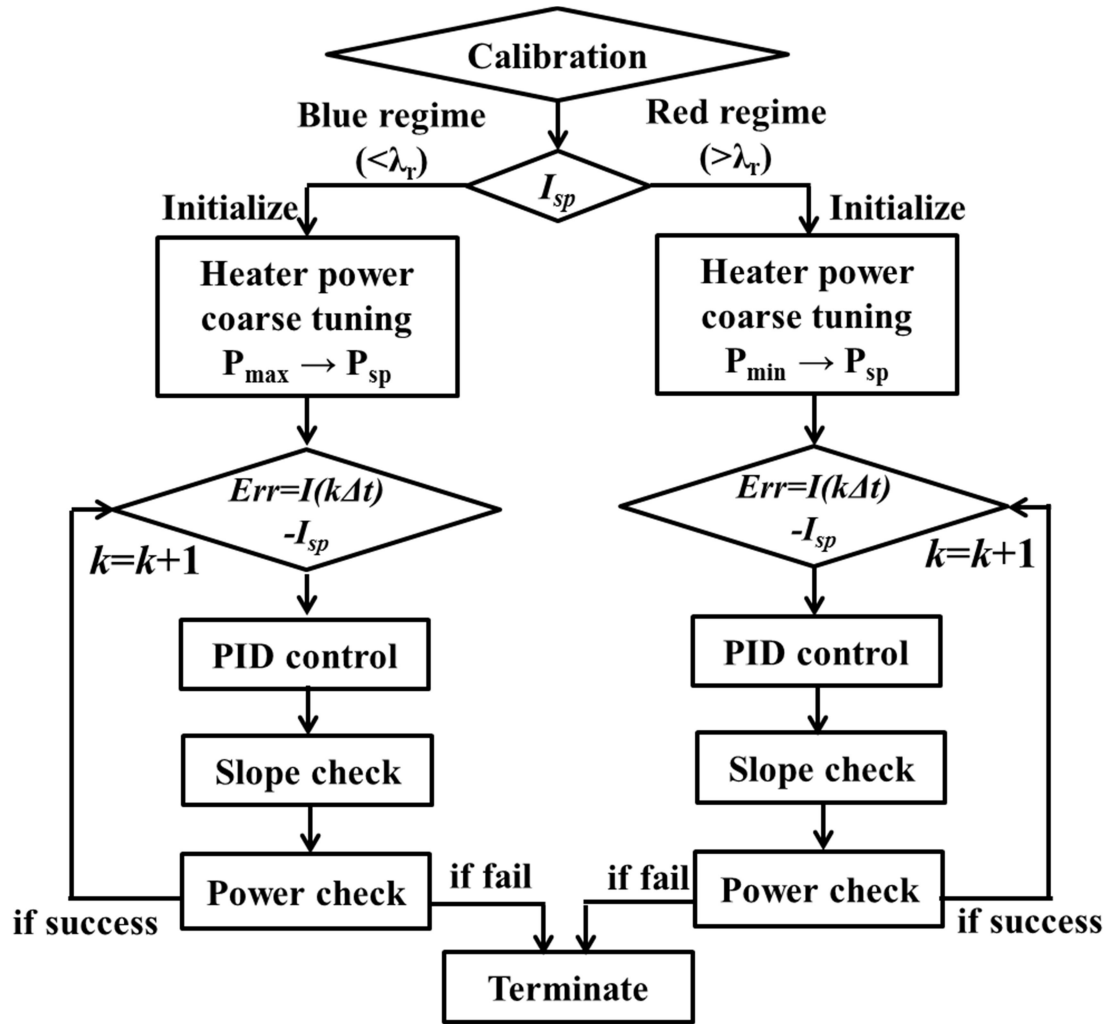 Calibration
Blue regime
(<λr)
Red regime
(>λr)
Isp
Initialize
Initialize
Heater power
coarse tuning
Pmax → Psp
Heater power
coarse tuning
Pmin → Psp
Err=I(kΔt)
-Isp
k=k+1
Err=I(kΔt)
-Isp
k=k+1
PID control
PID control
Slope check
Slope check
Power check
if fail
if success
if fail
Power check
if success
Terminate